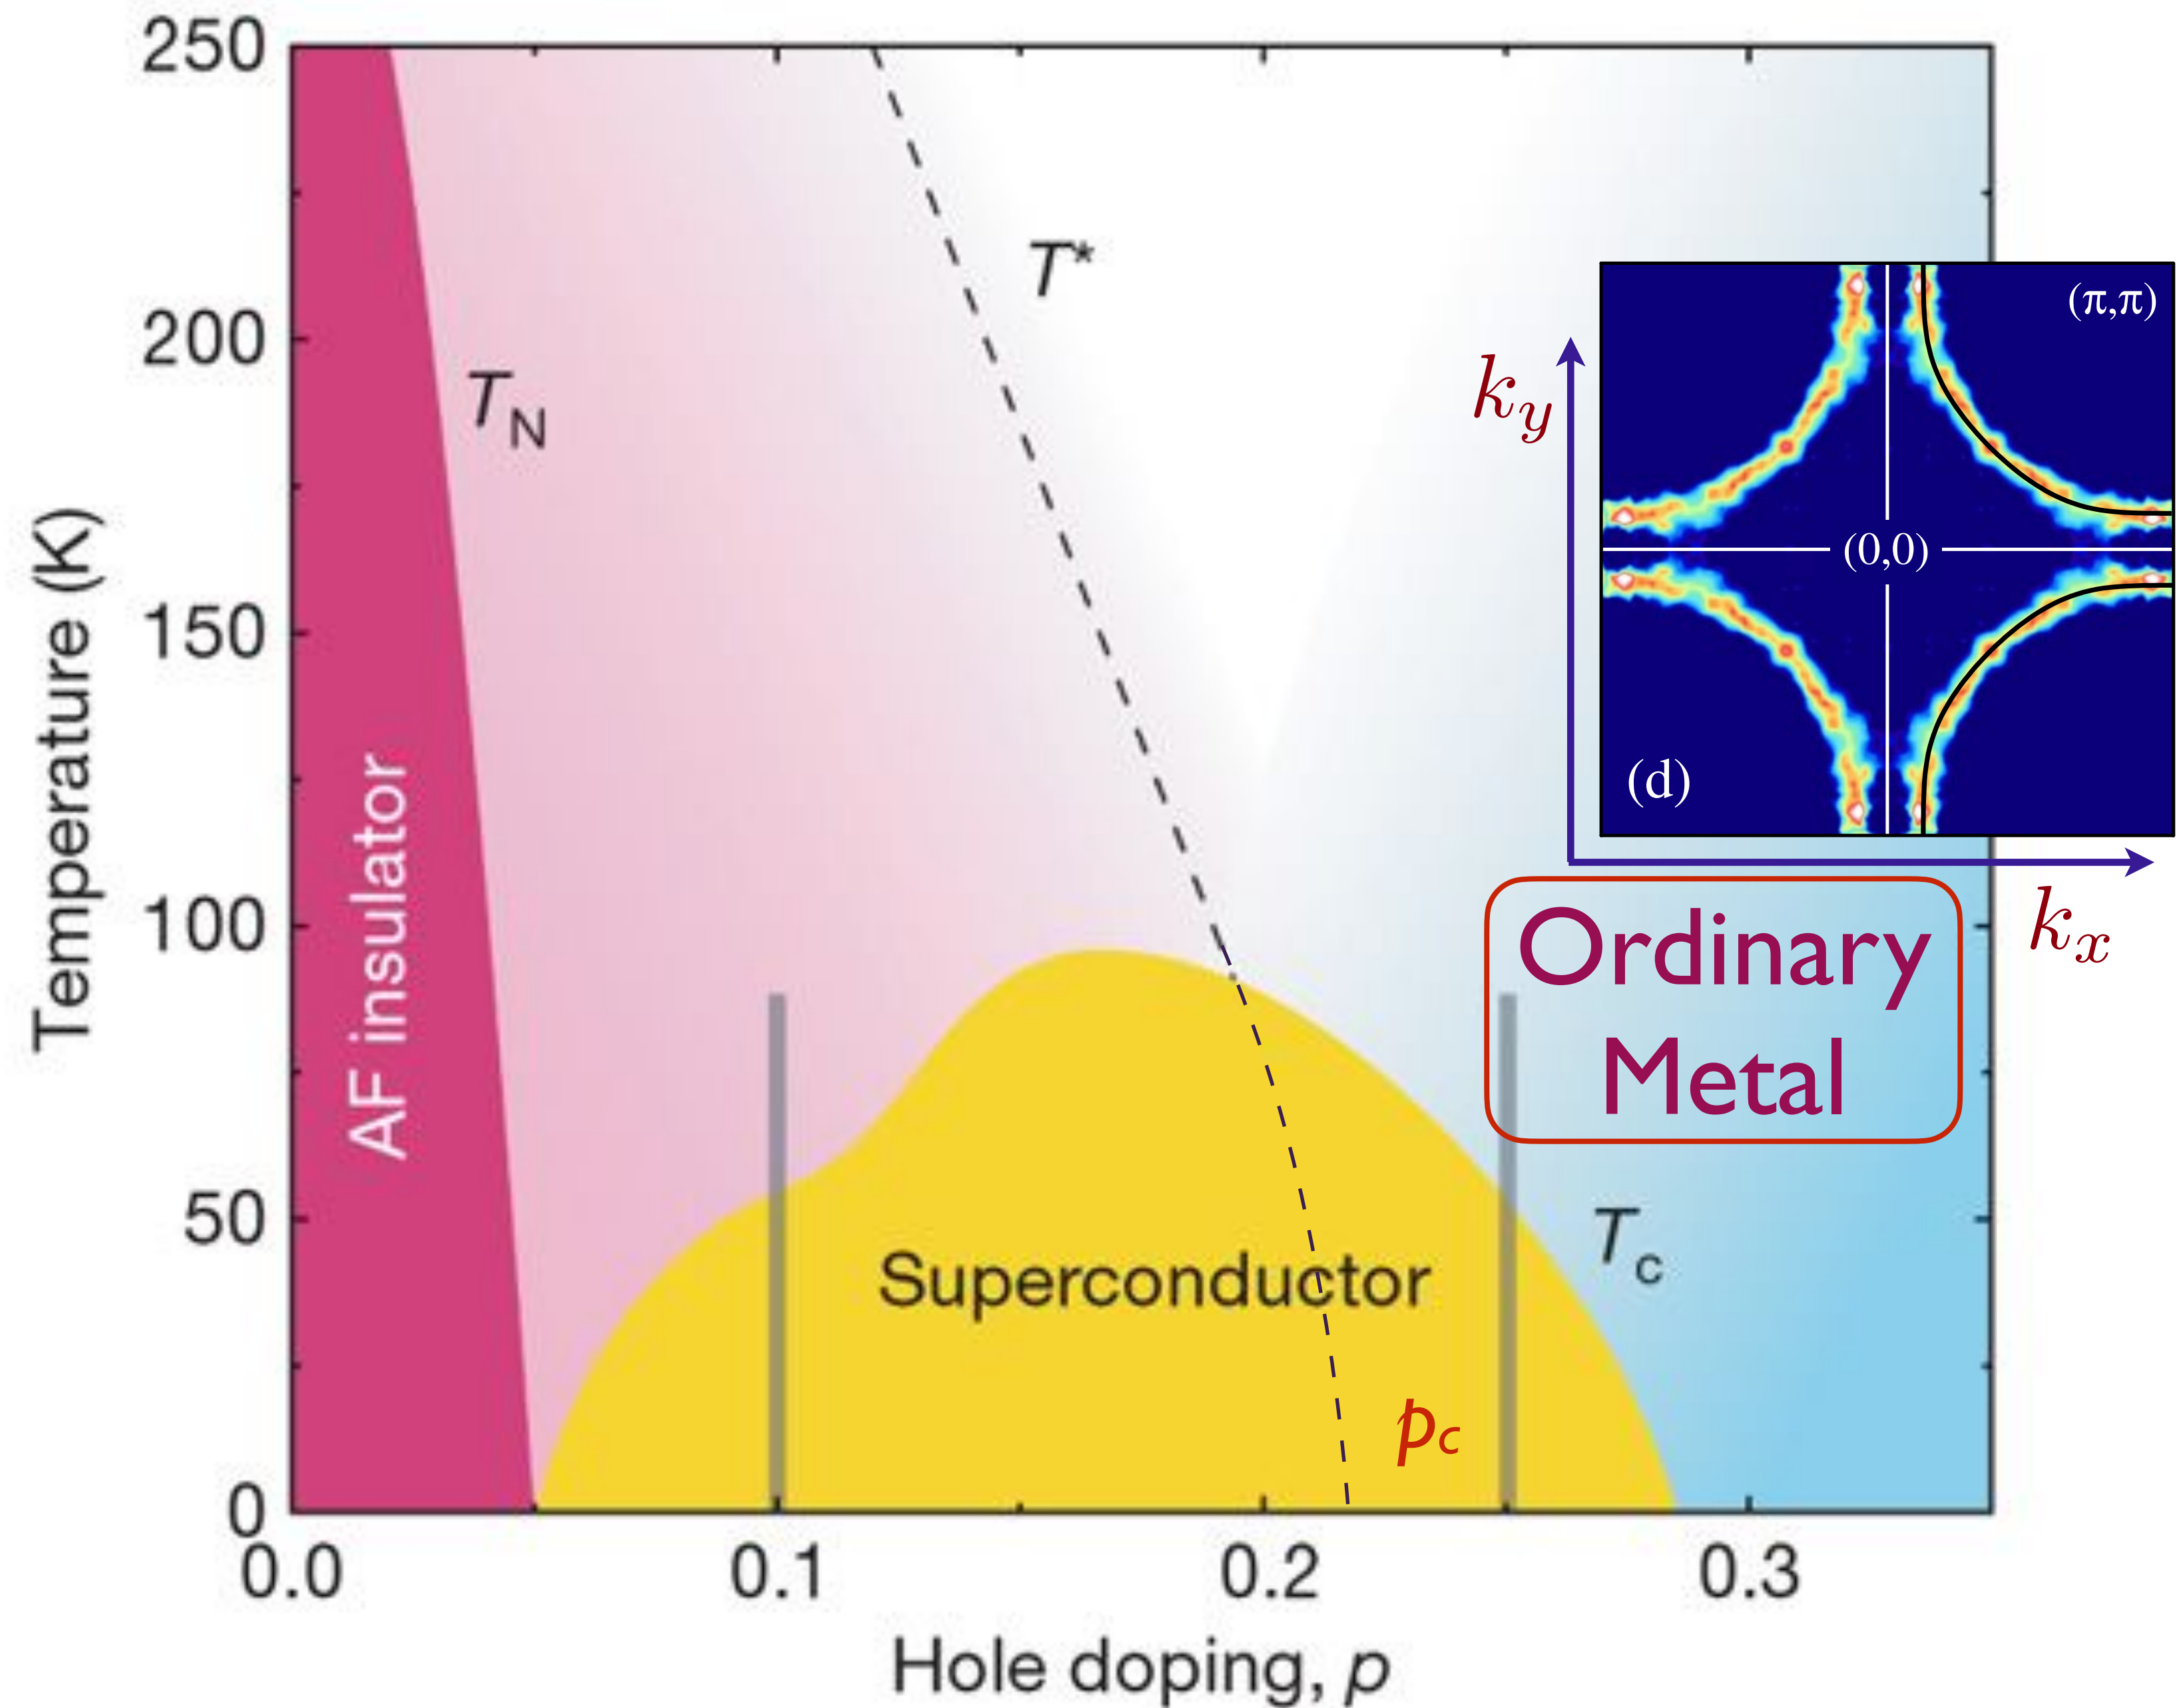 250
200
150
100
50
0
Temperature (K)
0.0
0.1
0.2
0.3
Hole doping, p
AF insulator
T_N
T*
T_c
Superconductor
p_c
Ordinary
Metal
k_y
k_x
(π,π)
(0,0)
(d)